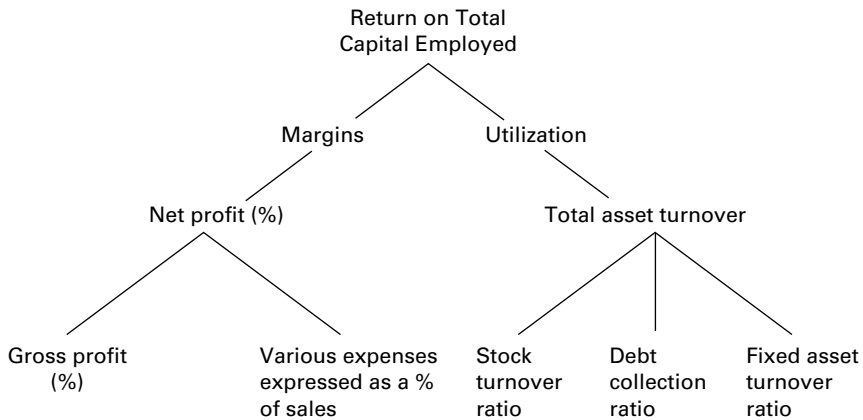 Return on Total
Capital Employed
Margins
Utilization
Net profit (%)
Total asset turnover
Gross profit
(%)
Various expenses
expressed as a %
of sales
Stock
turnover
ratio
Debt
collection
ratio
Fixed asset
turnover
ratio